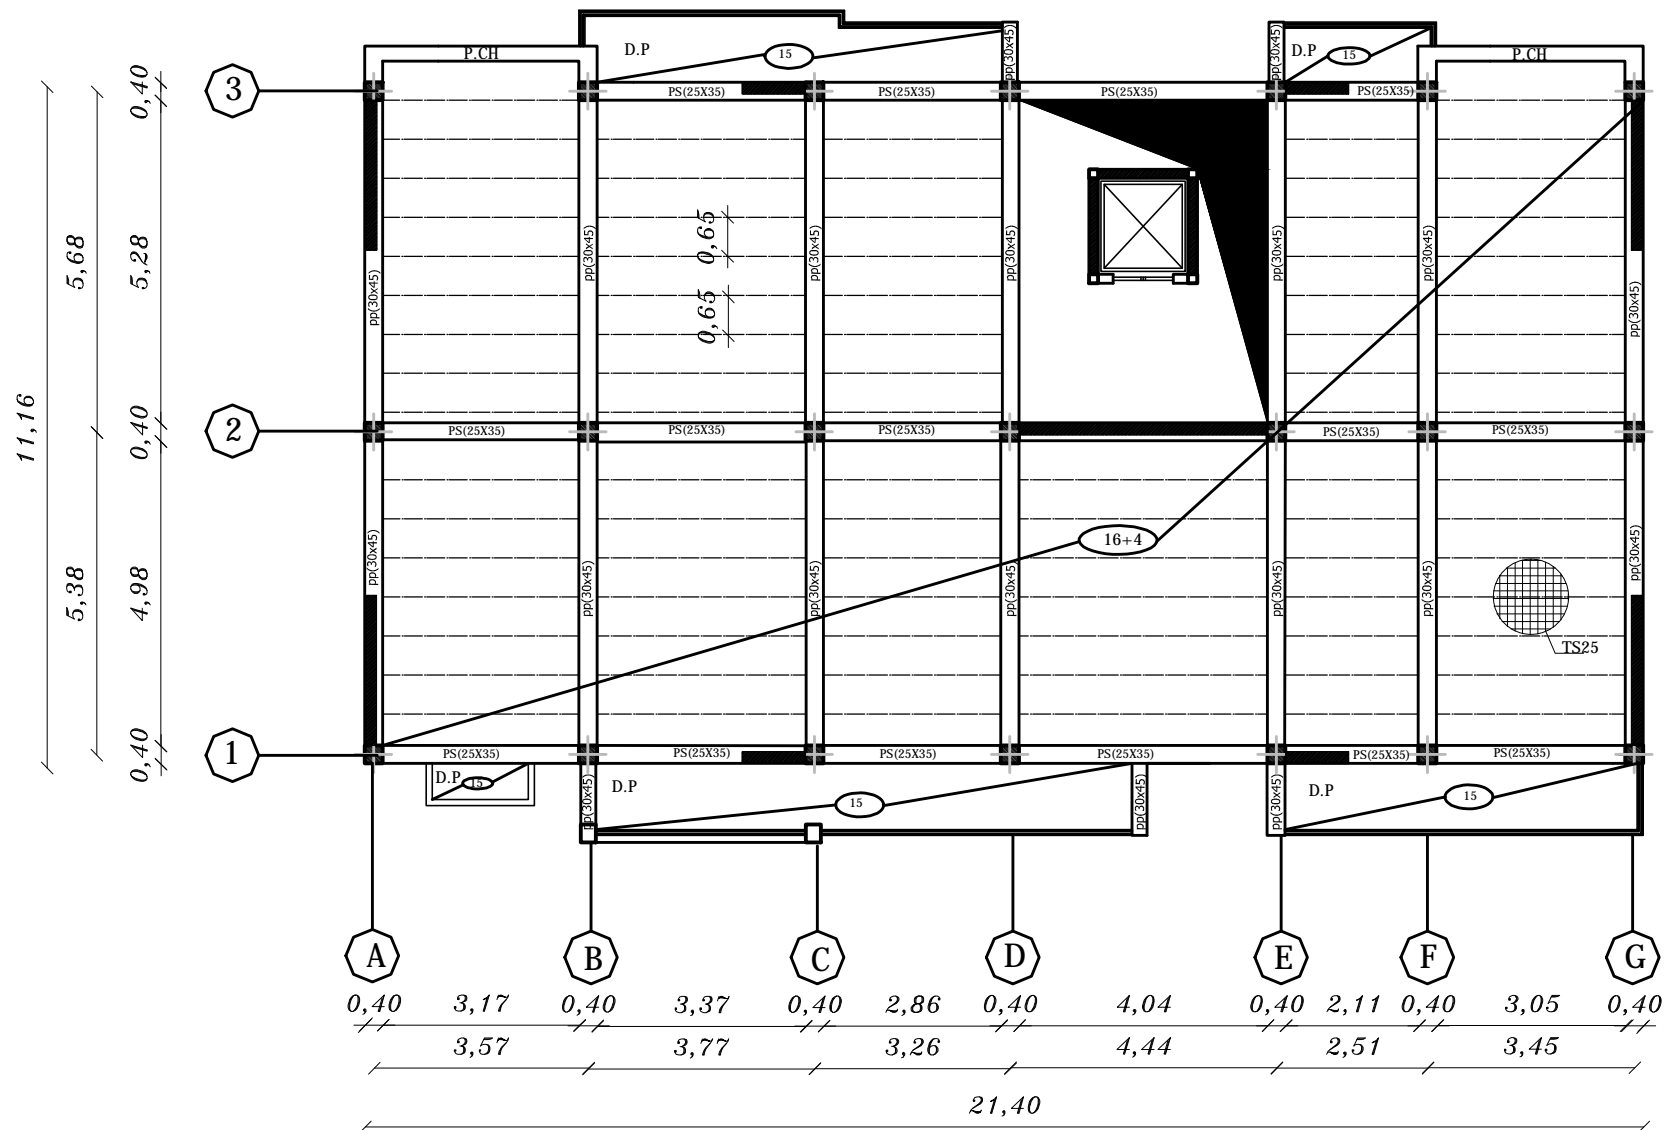 P.CH
D.P
15
pp(30x45)
pp(30x45)
D.P
15
P.CH
3
PS(25X35)
PS(25X35)
PS(25X35)
PS(25X35)
0,40
5,68
5,28
0,65
0,65
pp(30x45)
pp(30x45)
pp(30x45)
pp(30x45)
pp(30x45)
pp(30x45)
pp(30x45)
11,16
0,40
2
PS(25X35)
PS(25X35)
PS(25X35)
PS(25X35)
PS(25X35)
16+4
5,38
4,98
pp(30x45)
pp(30x45)
pp(30x45)
pp(30x45)
pp(30x45)
pp(30x45)
pp(30x45)
TS25
0,40
1
PS(25X35)
PS(25X35)
PS(25X35)
PS(25X35)
PS(25X35)
PS(25X35)
D.P
15
pp(30x45)
D.P
15
pp(30x45)
pp(30x45)
D.P
15
A
B
C
D
E
F
G
0,40 3,17 0,40 3,37 0,40 2,86 0,40 4,04 0,40 2,11 0,40 3,05 0,40
3,57 3,77 3,26 4,44 2,51 3,45
21,40